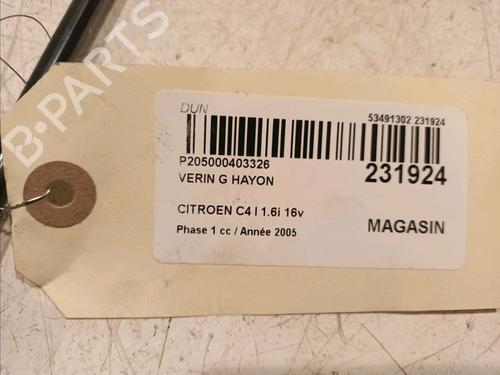 B-PARTS
DUN
53491302 231924
P205000403326
VERIN G HAYON
231924
CITROEN C4 I 1.6i 16v
Phase 1 cc / Année 2005
MAGASIN